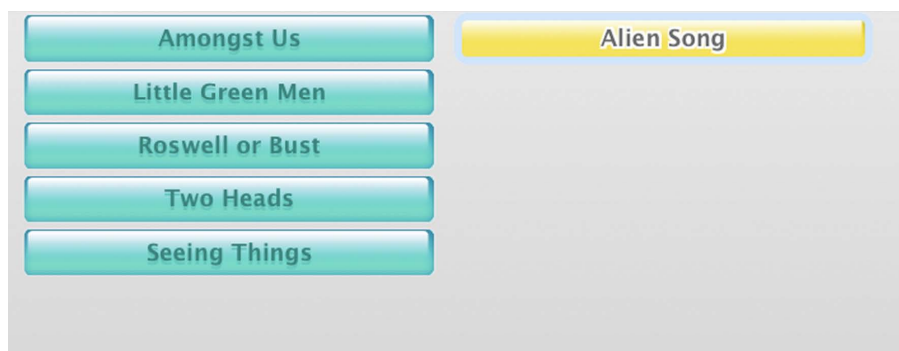 Amongst Us
Alien Song
Little Green Men
Roswell or Bust
Two Heads
Seeing Things